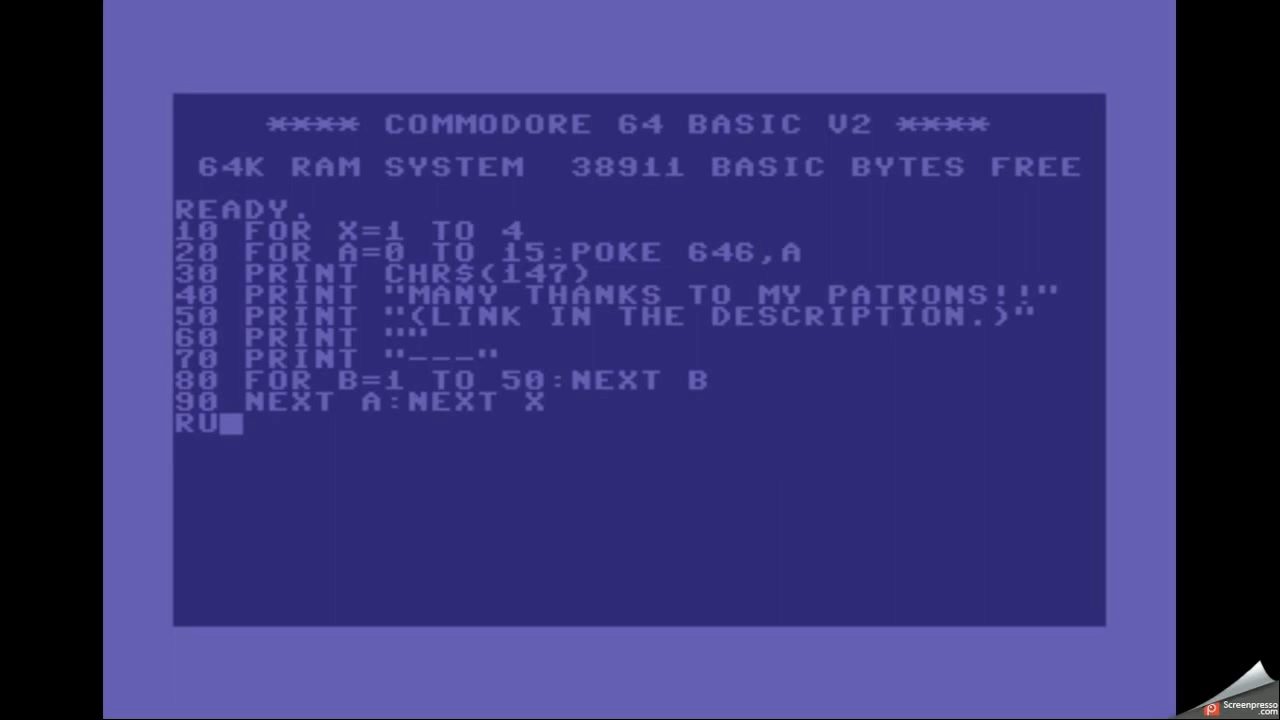 **** COMMODORE 64 BASIC V2 ****
64K RAM SYSTEM  38911 BASIC BYTES FREE
READY.
10 FOR X=1 TO 4
20 FOR A=0 TO 15:POKE 646,A
30 PRINT CHR$(147)
40 PRINT "MANY THANKS TO MY PATRONS!!"
50 PRINT "(LINK IN THE DESCRIPTION.)"
60 PRINT ""
70 PRINT "---"
80 FOR B=1 TO 50:NEXT B
90 NEXT A:NEXT X
RU
Screenpresso
.com